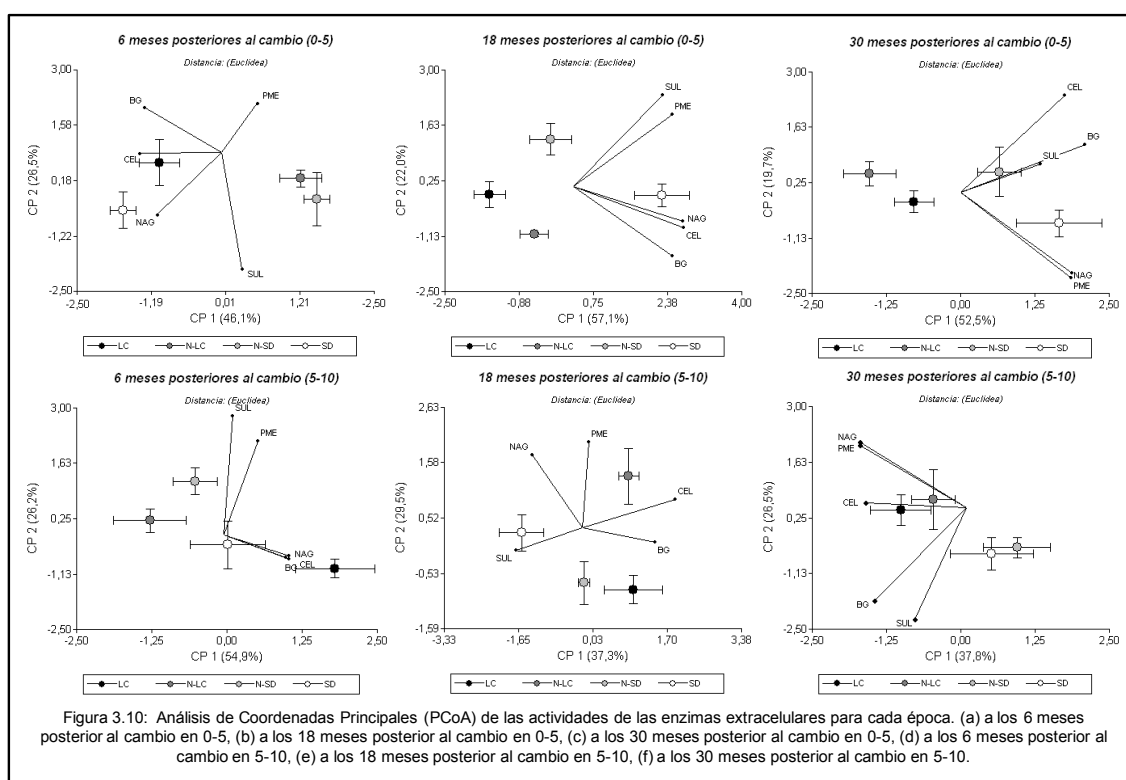 6 meses posteriores al cambio (0-5)
Distancia: (Euclidea)
3,00
1,58
0,18
-1,22
-2,50
CP 2 (26,5%)
BG
PME
CEL
NAG
SUL
-2,50
-1,19
0,01
1,21
2,50
CP 1 (46,1%)
LC
N-LC
N-SD
SD
18 meses posteriores al cambio (0-5)
Distancia: (Euclidea)
3,00
1,63
0,25
-1,13
-2,50
CP 2 (22,0%)
SUL
PME
NAG
CEL
BG
-2,50
-0,88
0,75
2,38
4,00
CP 1 (57,1%)
LC
N-LC
N-SD
SD
30 meses posteriores al cambio (0-5)
Distancia: (Euclidea)
3,00
1,63
0,25
-1,13
-2,50
CP 2 (19,7%)
CEL
BG
SUL
NAG
PME
-2,50
-1,25
0,00
1,25
2,50
CP 1 (52,5%)
LC
N-LC
N-SD
SD
6 meses posteriores al cambio (5-10)
Distancia: (Euclidea)
3,00
1,63
0,25
-1,13
-2,50
CP 2 (26,2%)
SUL
PME
NAG
BG
CEL
-2,50
-1,25
0,00
1,25
2,50
CP 1 (54,9%)
LC
N-LC
N-SD
SD
18 meses posteriores al cambio (5-10)
Distancia: (Euclidea)
2,63
1,58
0,52
-0,53
-1,59
CP 2 (29,5%)
NAG
PME
CEL
BG
SUL
-3,33
-1,65
0,03
1,70
3,38
CP 1 (37,3%)
LC
N-LC
N-SD
SD
30 meses posteriores al cambio (5-10)
Distancia: (Euclidea)
3,00
1,63
0,25
-1,13
-2,50
CP 2 (26,5%)
NAG
PME
CEL
BG
SUL
-2,50
-1,25
0,00
1,25
2,50
CP 1 (37,8%)
LC
N-LC
N-SD
SD
Figura 3.10: Análisis de Coordenadas Principales (PCoA) de las actividades de las enzimas extracelulares para cada época. (a) a los 6 meses
posterior al cambio en 0-5, (b) a los 18 meses posterior al cambio en 0-5, (c) a los 30 meses posterior al cambio en 0-5, (d) a los 6 meses posterior al
cambio en 5-10, (e) a los 18 meses posterior al cambio en 5-10, (f) a los 30 meses posterior al cambio en 5-10.